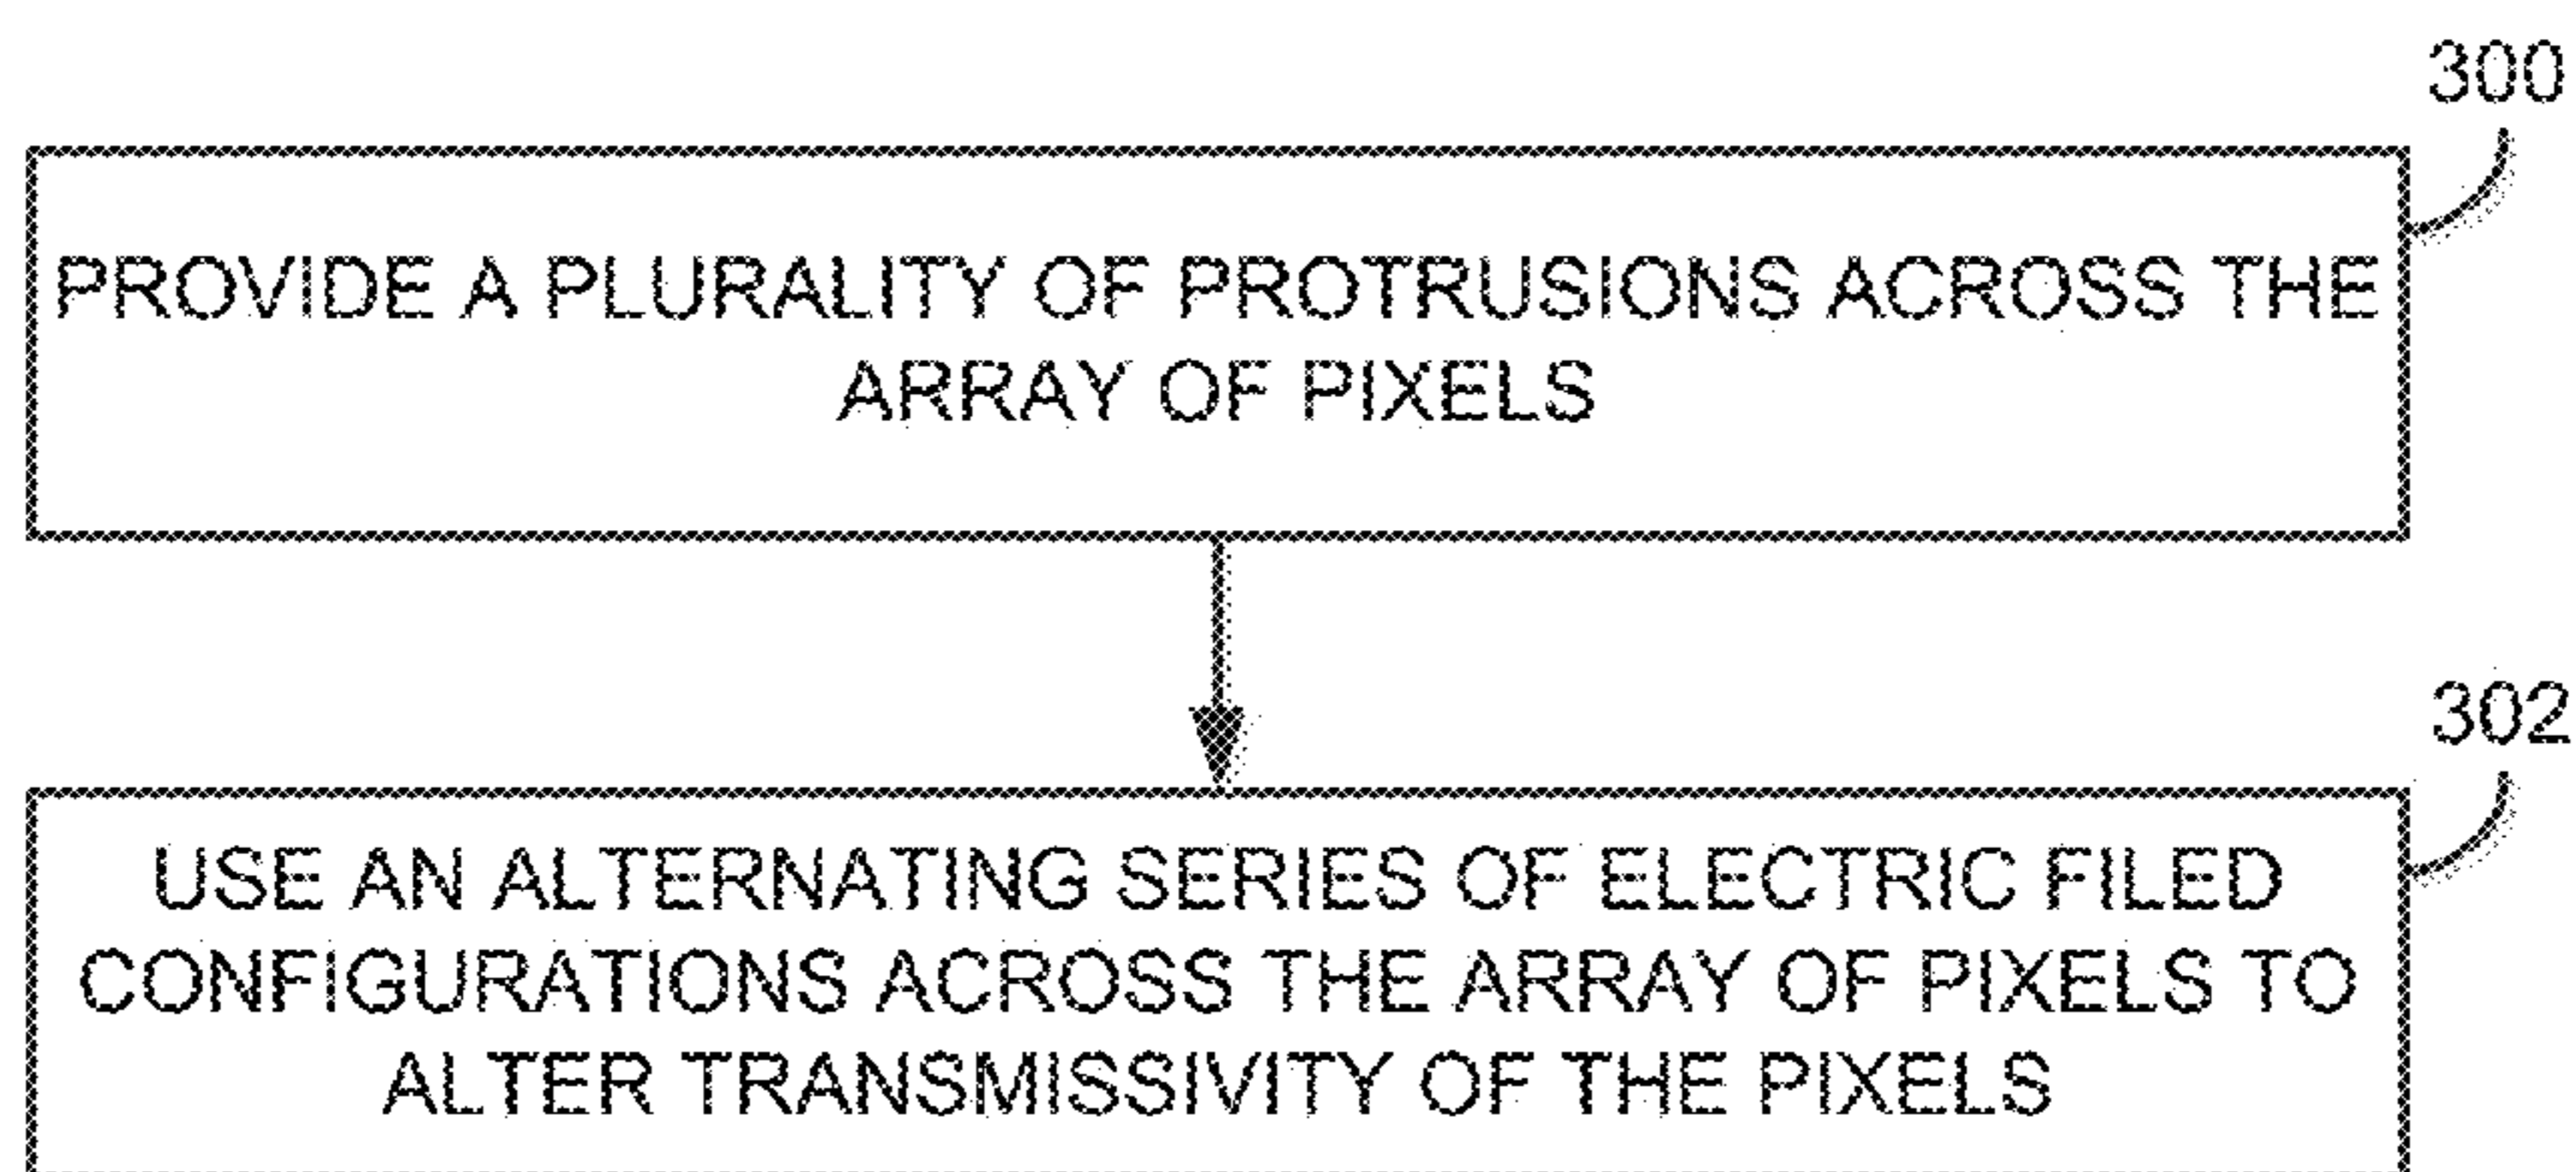 300
PROVIDE A PLURALITY OF PROTRUSIONS ACROSS THE
ARRAY OF PIXELS
302
USE AN ALTERNATING SERIES OF ELECTRIC FILED
CONFIGURATIONS ACROSS THE ARRAY OF PIXELS TO
ALTER TRANSMISSIVITY OF THE PIXELS